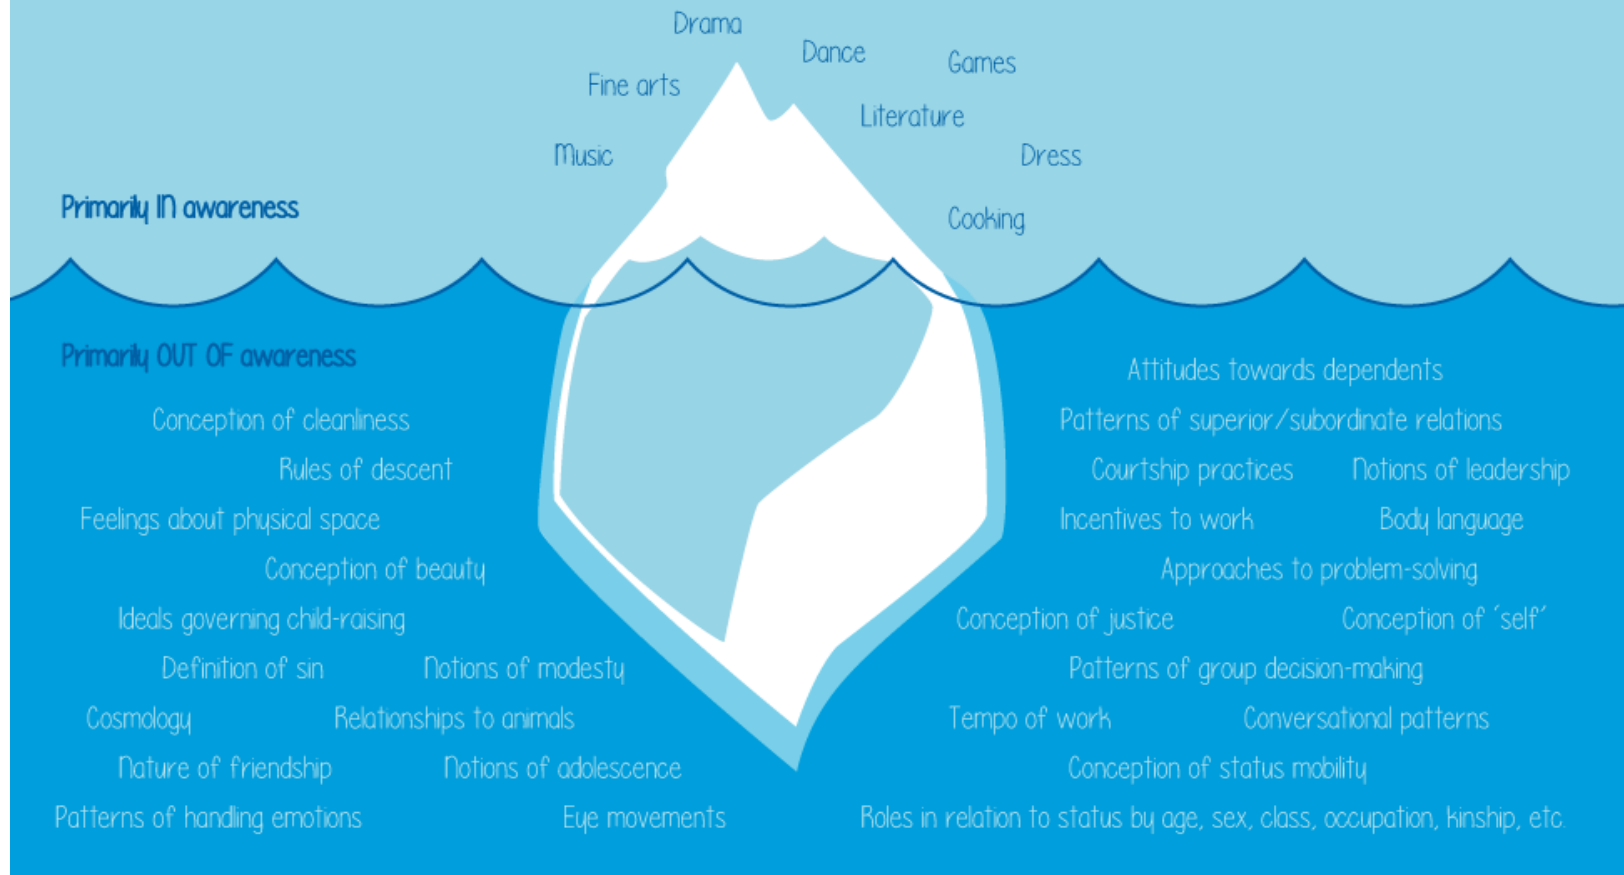 Drama
Dance
Games
Fine arts
Literature
Music
Dress
Primarily IN awareness
Cooking
Primarily OUT OF awareness
Conception of cleanliness
Rules of descent
Feelings about physical space
Conception of beauty
Ideals governing child-raising
Definition of sin
Notions of modesty
Cosmology
Relationships to animals
Nature of friendship
Notions of adolescence
Patterns of handling emotions
Eye movements
Attitudes towards dependents
Patterns of superior/subordinate relations
Courtship practices
Notions of leadership
Incentives to work
Body language
Approaches to problem-solving
Conception of justice
Conception of ´self´
Patterns of group decision-making
Tempo of work
Conversational patterns
Conception of status mobility
Roles in relation to status by age, sex, class, occupation, kinship, etc.